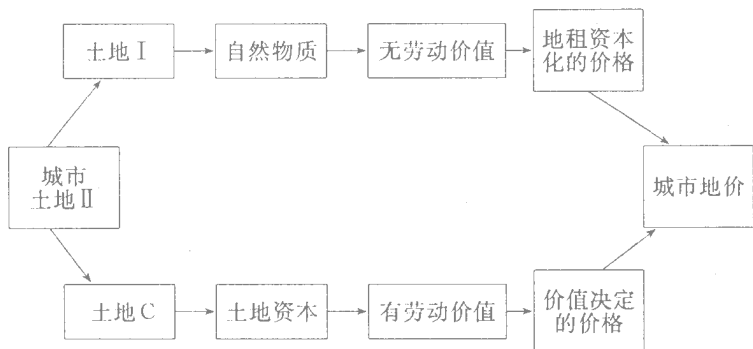 土地Ⅰ
自然物质
无劳动价值
地租资本
化的价格
城市
土地Ⅱ
城市地价
土地C
土地资本
有劳动价值
价值决定
的价格